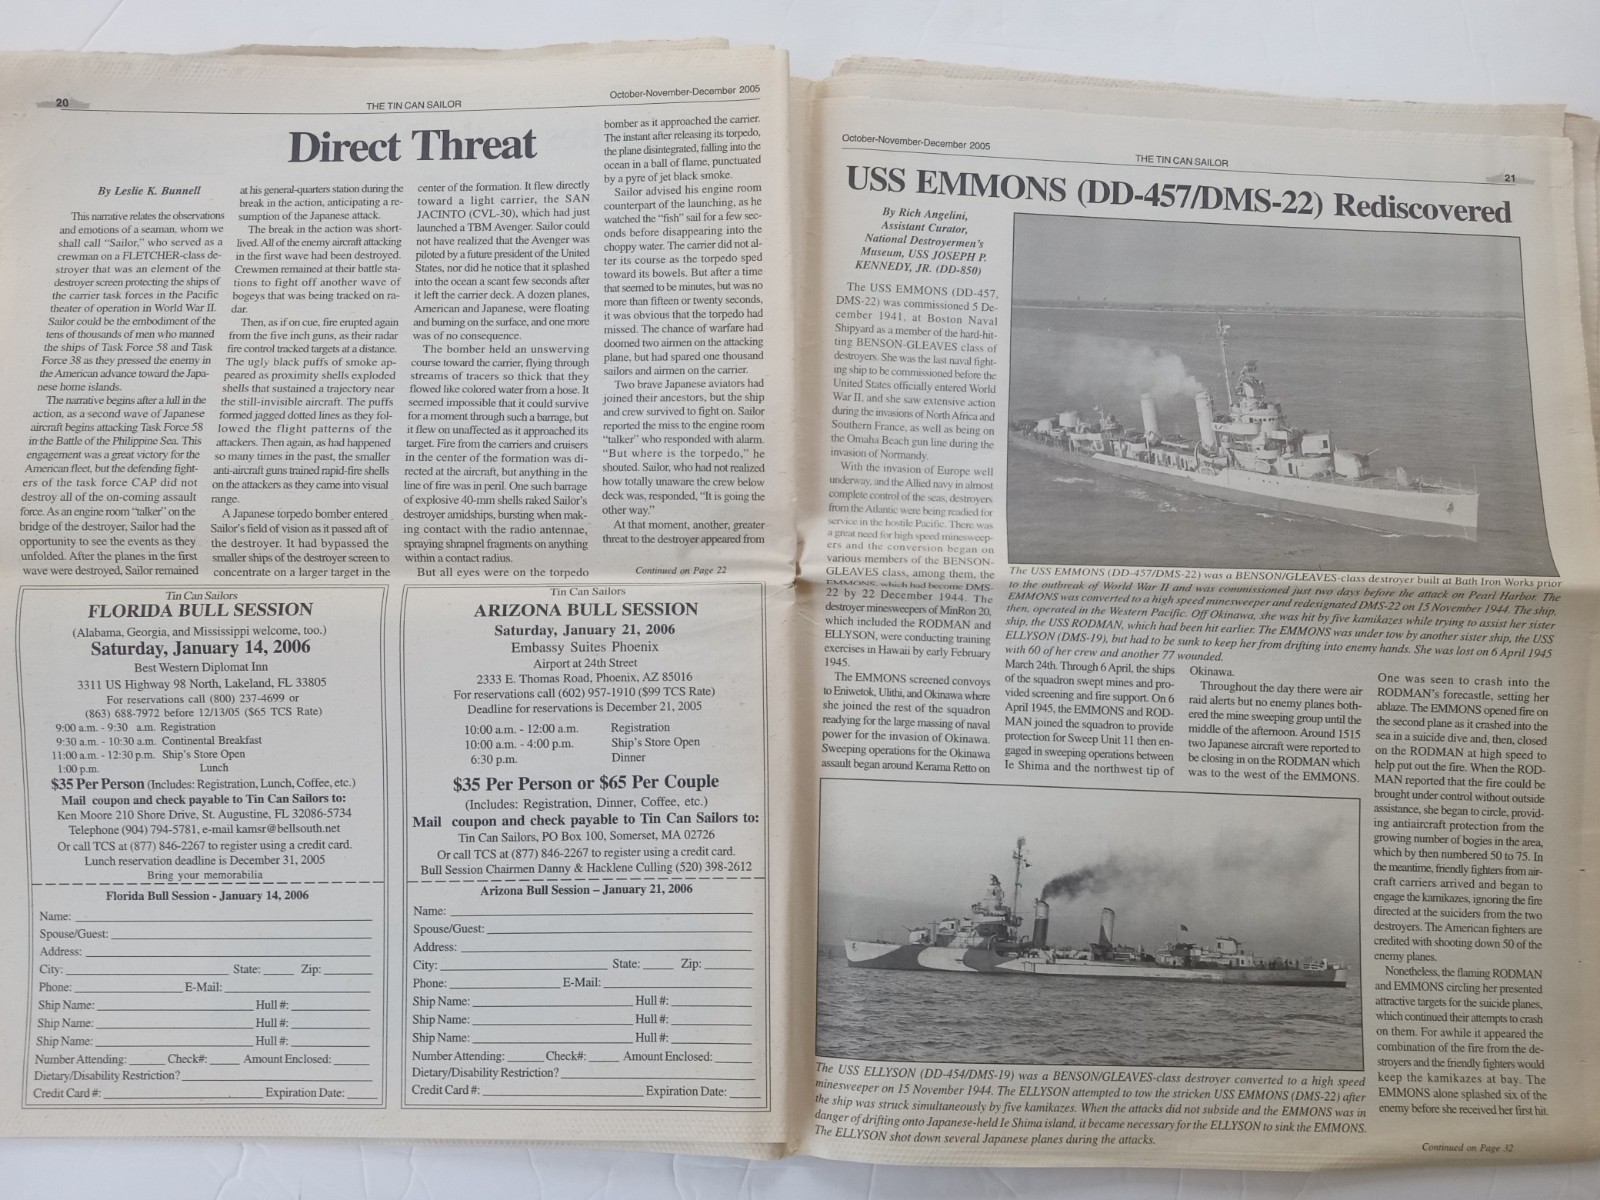 20
THE TIN CAN SAILOR
October-November-December 2005
Direct Threat
By Leslie K. Bunnell
This narrative relates the observations
and emotions of a seaman, whom we
shall call "Sailor," who served as a
crewman on a FLETCHER-class de-
stroyer that was an element of the
destroyer screen protecting the ships of
the carrier task forces in the Pacific
theater of operation in World War II.
Sailor could be the embodiment of the
tens of thousands of men who manned
the ships of Task Force 58 and Task
Force 38 as they pressed the enemy in
the American advance toward the Japa-
nese home islands.
The narrative begins after a lull in the
action, as a second wave of Japanese
aircraft begins attacking Task Force 58
in the Battle of the Philippine Sea. This
engagement was a great victory for the
American fleet, but the defending fight-
ers of the task force CAP did not
destroy all of the on-coming assault
force. As an engine room "talker" on the
bridge of the destroyer, Sailor had the
opportunity to see the events as they
unfolded. After the planes in the first
wave were destroyed, Sailor remained
at his general-quarters station during the
break in the action, anticipating a re-
sumption of the Japanese attack.
The break in the action was short-
lived. All of the enemy aircraft attacking
in the first wave had been destroyed.
Crewmen remained at their battle sta-
tions to fight off another wave of
bogeys that was being tracked on ra-
dar.
Then, as if on cue, fire erupted again
from the five inch guns, as their radar
fire control tracked targets at a distance.
The ugly black puffs of smoke ap-
peared as proximity shells exploded
shells that sustained a trajectory near
the still-invisible aircraft. The puffs
formed jagged dotted lines as they fol-
lowed the flight patterns of the
attackers. Then again, as had happened
so many times in the past, the smaller
anti-aircraft guns trained rapid-fire shells
on the attackers as they came into visual
range.
A Japanese torpedo bomber entered
Sailor's field of vision as it passed aft of
the destroyer. It had bypassed the
smaller ships of the destroyer screen to
concentrate on a larger target in the
center of the formation. It flew directly
toward a light carrier, the SAN
JACINTO (CVL-30), which had just
launched a TBM Avenger. Sailor could
not have realized that the Avenger was
piloted by a future president of the United
States, nor did he notice that it splashed
into the ocean a scant few seconds after
it left the carrier deck. A dozen planes,
American and Japanese, were floating
and burning on the surface, and one more
was of no consequence.
The bomber held an unswerving
course toward the carrier, flying through
streams of tracers so thick that they
flowed like colored water from a hose. It
seemed impossible that it could survive
for a moment through such a barrage, but
it flew on unaffected as it approached its
target. Fire from the carriers and cruisers
in the center of the formation was di-
rected at the aircraft, but anything in the
line of fire was in peril. One such barrage
of explosive 40-mm shells raked Sailor's
destroyer amidships, bursting when mak-
ing contact with the radio antennae,
spraying shrapnel fragments on anything
within a contact radius.
But all eyes were on the torpedo
bomber as it approached the carrier.
The instant after releasing its torpedo,
the plane disintegrated, falling into the
ocean in a ball of flame, punctuated
by a pyre of jet black smoke.
Sailor advised his engine room
counterpart of the launching, as he
watched the "fish" sail for a few sec-
onds before disappearing into the
choppy water. The carrier did not al-
ter its course as the torpedo sped
toward its bowels. But after a time
that seemed to be minutes, but was no
more than fifteen or twenty seconds,
it was obvious that the torpedo had
missed. The chance of warfare had
doomed two airmen on the attacking
plane, but had spared one thousand
sailors and airmen on the carrier.
Two brave Japanese aviators had
joined their ancestors, but the ship
and crew survived to fight on. Sailor
reported the miss to the engine room
"talker" who responded with alarm.
"But where is the torpedo," he
shouted. Sailor, who had not realized
how totally unaware the crew below
deck was, responded, "It is going the
other way."
At that moment, another, greater
threat to the destroyer appeared from
Continued on Page 22
Tin Can Sailors
FLORIDA BULL SESSION
(Alabama, Georgia, and Mississippi welcome, too.)
Saturday, January 14, 2006
Best Western Diplomat Inn
3311 US Highway 98 North, Lakeland, FL 33805
For reservations call (800) 237-4699 or
(863) 688-7972 before 12/13/05 ($65 TCS Rate)
9:00 a.m. - 9:30 a.m. Registration
9:30 a.m. - 10:30 a.m. Continental Breakfast
11:00 a.m. - 12:30 p.m. Ship's Store Open
1:00 p.m. Lunch
$35 Per Person (Includes: Registration, Lunch, Coffee, etc.)
Mail coupon and check payable to Tin Can Sailors to:
Ken Moore 210 Shore Drive, St. Augustine, FL 32086-5734
Telephone (904) 794-5781, e-mail kamsr@bellsouth.net
Or call TCS at (877) 846-2267 to register using a credit card.
Lunch reservation deadline is December 31, 2005
Bring your memorabilia
Florida Bull Session - January 14, 2006
Name:
Spouse/Guest:
Address:
City: State: Zip:
Phone: E-Mail:
Ship Name: Hull #:
Ship Name: Hull #:
Ship Name: Hull #:
Number Attending: Check#: Amount Enclosed:
Dietary/Disability Restriction?
Credit Card #: Expiration Date:
Tin Can Sailors
ARIZONA BULL SESSION
Saturday, January 21, 2006
Embassy Suites Phoenix
Airport at 24th Street
2333 E. Thomas Road, Phoenix, AZ 85016
For reservations call (602) 957-1910 ($99 TCS Rate)
Deadline for reservations is December 21, 2005
10:00 a.m. - 12:00 a.m. Registration
10:00 a.m. - 4:00 p.m. Ship's Store Open
6:30 p.m. Dinner
$35 Per Person or $65 Per Couple
(Includes: Registration, Dinner, Coffee, etc.)
Mail coupon and check payable to Tin Can Sailors to:
Tin Can Sailors, PO Box 100, Somerset, MA 02726
Or call TCS at (877) 846-2267 to register using a credit card.
Bull Session Chairmen Danny & Hacklene Culling (520) 398-2612
Arizona Bull Session – January 21, 2006
Name:
Spouse/Guest:
Address:
City: State: Zip:
Phone: E-Mail:
Ship Name: Hull #:
Ship Name: Hull #:
Ship Name: Hull #:
Number Attending: Check#: Amount Enclosed:
Dietary/Disability Restriction?
Credit Card #: Expiration Date:
October-November-December 2005
THE TIN CAN SAILOR
21
USS EMMONS (DD-457/DMS-22) Rediscovered
By Rich Angelini,
Assistant Curator,
National Destroyermen's
Museum, USS JOSEPH P.
KENNEDY, JR. (DD-850)
The USS EMMONS (DD-457,
DMS-22) was commissioned 5 De-
cember 1941, at Boston Naval
Shipyard as a member of the hard-hit-
ting BENSON-GLEAVES class of
destroyers. She was the last naval fight-
ing ship to be commissioned before the
United States officially entered World
War II, and she saw extensive action
during the invasions of North Africa and
Southern France, as well as being on
the Omaha Beach gun line during the
invasion of Normandy.
With the invasion of Europe well
underway, and the Allied navy in almost
complete control of the seas, destroyers
from the Atlantic were being readied for
service in the hostile Pacific. There was
a great need for high speed minesweep-
ers and the conversion began on
various members of the BENSON-
GLEAVES class, among them, the
EMMONS, which had become DMS-
22 by 22 December 1944. The
destroyer minesweepers of MinRon 20,
which included the RODMAN and
ELLYSON, were conducting training
exercises in Hawaii by early February
1945.
The EMMONS screened convoys
to Eniwetok, Ulithi, and Okinawa where
she joined the rest of the squadron
readying for the large massing of naval
power for the invasion of Okinawa.
Sweeping operations for the Okinawa
assault began around Kerama Retto on
The USS EMMONS (DD-457/DMS-22) was a BENSON/GLEAVES-class destroyer built at Bath Iron Works prior
to the outbreak of World War II and was commissioned just two days before the attack on Pearl Harbor. The
EMMONS was converted to a high speed minesweeper and redesignated DMS-22 on 15 November 1944. The ship,
then, operated in the Western Pacific. Off Okinawa, she was hit by five kamikazes while trying to assist her sister
ship, the USS RODMAN, which had been hit earlier. The EMMONS was under tow by another sister ship, the USS
ELLYSON (DMS-19), but had to be sunk to keep her from drifting into enemy hands. She was lost on 6 April 1945
with 60 of her crew and another 77 wounded.
March 24th. Through 6 April, the ships
of the squadron swept mines and pro-
vided screening and fire support. On 6
April 1945, the EMMONS and ROD-
MAN joined the squadron to provide
protection for Sweep Unit 11 then en-
gaged in sweeping operations between
Ie Shima and the northwest tip of
Okinawa.
Throughout the day there were air
raid alerts but no enemy planes both-
ered the mine sweeping group until the
middle of the afternoon. Around 1515
two Japanese aircraft were reported to
be closing in on the RODMAN which
was to the west of the EMMONS.
One was seen to crash into the
RODMAN's forecastle, setting her
ablaze. The EMMONS opened fire on
the second plane as it crashed into the
sea in a suicide dive and, then, closed
on the RODMAN at high speed to
help put out the fire. When the ROD-
MAN reported that the fire could be
brought under control without outside
assistance, she began to circle, provid-
ing antiaircraft protection from the
growing number of bogies in the area,
which by then numbered 50 to 75. In
the meantime, friendly fighters from air-
craft carriers arrived and began to
engage the kamikazes, ignoring the fire
directed at the suiciders from the two
destroyers. The American fighters are
credited with shooting down 50 of the
enemy planes.
Nonetheless, the flaming RODMAN
and EMMONS circling her presented
attractive targets for the suicide planes,
which continued their attempts to crash
on them. For awhile it appeared the
combination of the fire from the de-
stroyers and the friendly fighters would
keep the kamikazes at bay. The
EMMONS alone splashed six of the
enemy before she received her first hit.
Continued on Page 32
The USS ELLYSON (DD-454/DMS-19) was a BENSON/GLEAVES-class destroyer converted to a high speed
minesweeper on 15 November 1944. The ELLYSON attempted to tow the stricken USS EMMONS (DMS-22) after
the ship was struck simultaneously by five kamikazes. When the attacks did not subside and the EMMONS was in
danger of drifting onto Japanese-held Ie Shima island, it became necessary for the ELLYSON to sink the EMMONS.
The ELLYSON shot down several Japanese planes during the attacks.